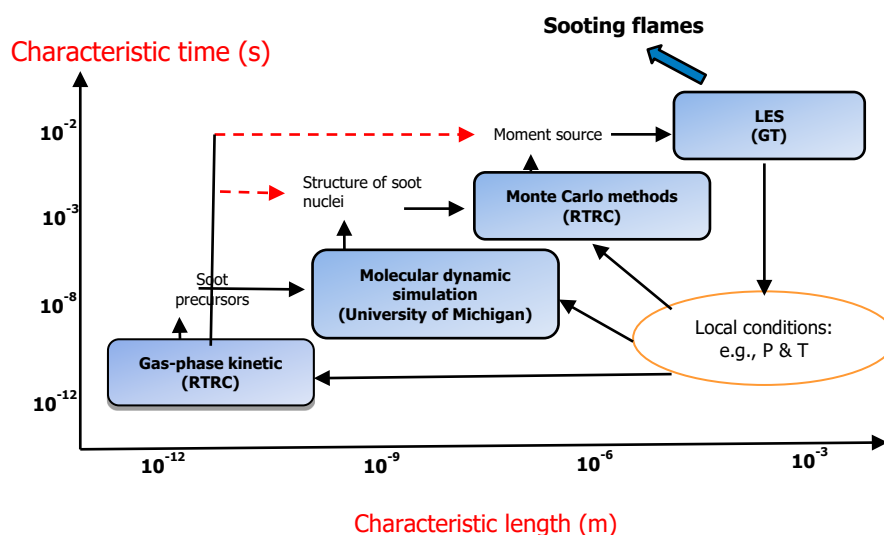 Sooting flames
Characteristic time (s)
LES
(GT)
10⁻²
Moment source
Structure of soot
nuclei
Monte Carlo methods
(RTRC)
10⁻³
Soot
precursors
Molecular dynamic
simulation
(University of Michigan)
10⁻⁸
Local conditions:
e.g., P & T
Gas-phase kinetic
(RTRC)
10⁻¹²
10⁻¹²
10⁻⁹
10⁻⁶
10⁻³
Characteristic length (m)